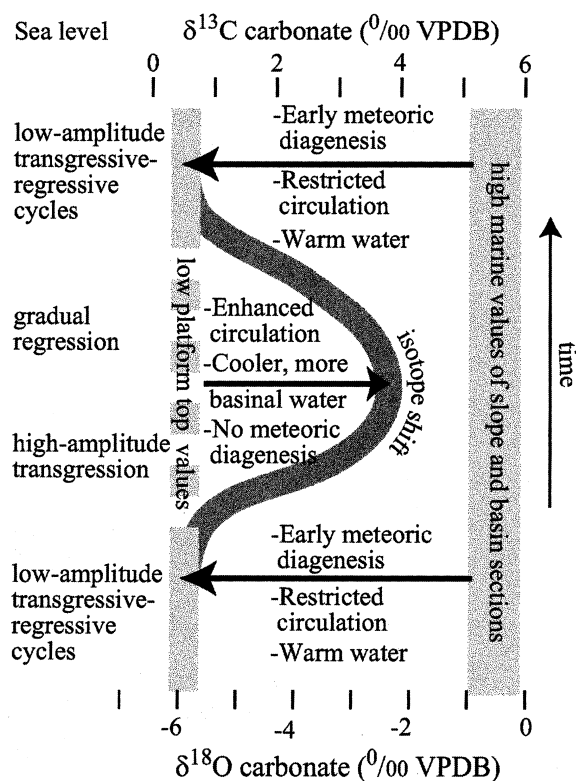 Sea level
δ¹³C carbonate (⁰/00 VPDB)
0 2 4 6
low-amplitude
transgressive-
regressive
cycles
-Early meteoric
diagenesis
-Restricted
circulation
-Warm water
gradual
regression
-Enhanced
circulation
-Cooler, more
basinal water
-No meteoric
diagenesis
high-amplitude
transgression
low platform top values
isotope shift
high marine values of slope and basin sections
time
low-amplitude
transgressive-
regressive
cycles
-Early meteoric
diagenesis
-Restricted
circulation
-Warm water
-6 -4 -2 0
δ¹⁸O carbonate (⁰/00 VPDB)